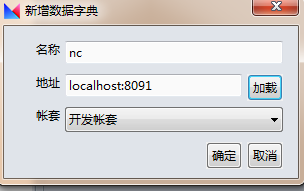 新增数据字典
名称 nc
地址 localhost:8091 加载
帐套 开发帐套
确定 取消